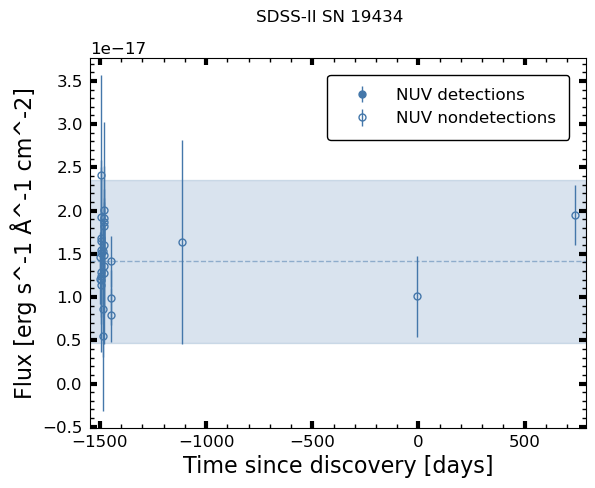 SDSS-II SN 19434
1e−17
NUV detections
NUV nondetections
Flux [erg s^-1 Å^-1 cm^-2]
3.5
3.0
2.5
2.0
1.5
1.0
0.5
0.0
−0.5
−1500 −1000 −500 0 500
Time since discovery [days]